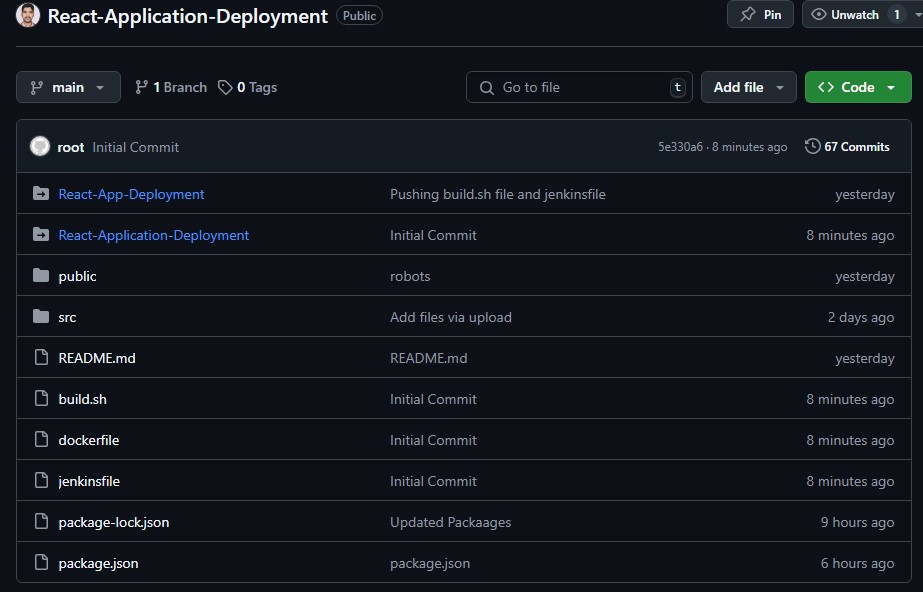 React-Application-Deployment Public Pin Unwatch 1
main 1 Branch 0 Tags Go to file t Add file Code
root Initial Commit 5e330a6 · 8 minutes ago 67 Commits
React-App-Deployment Pushing build.sh file and jenkinsfile yesterday
React-Application-Deployment Initial Commit 8 minutes ago
public robots yesterday
src Add files via upload 2 days ago
README.md README.md yesterday
build.sh Initial Commit 8 minutes ago
dockerfile Initial Commit 8 minutes ago
jenkinsfile Initial Commit 8 minutes ago
package-lock.json Updated Packaages 9 hours ago
package.json package.json 6 hours ago